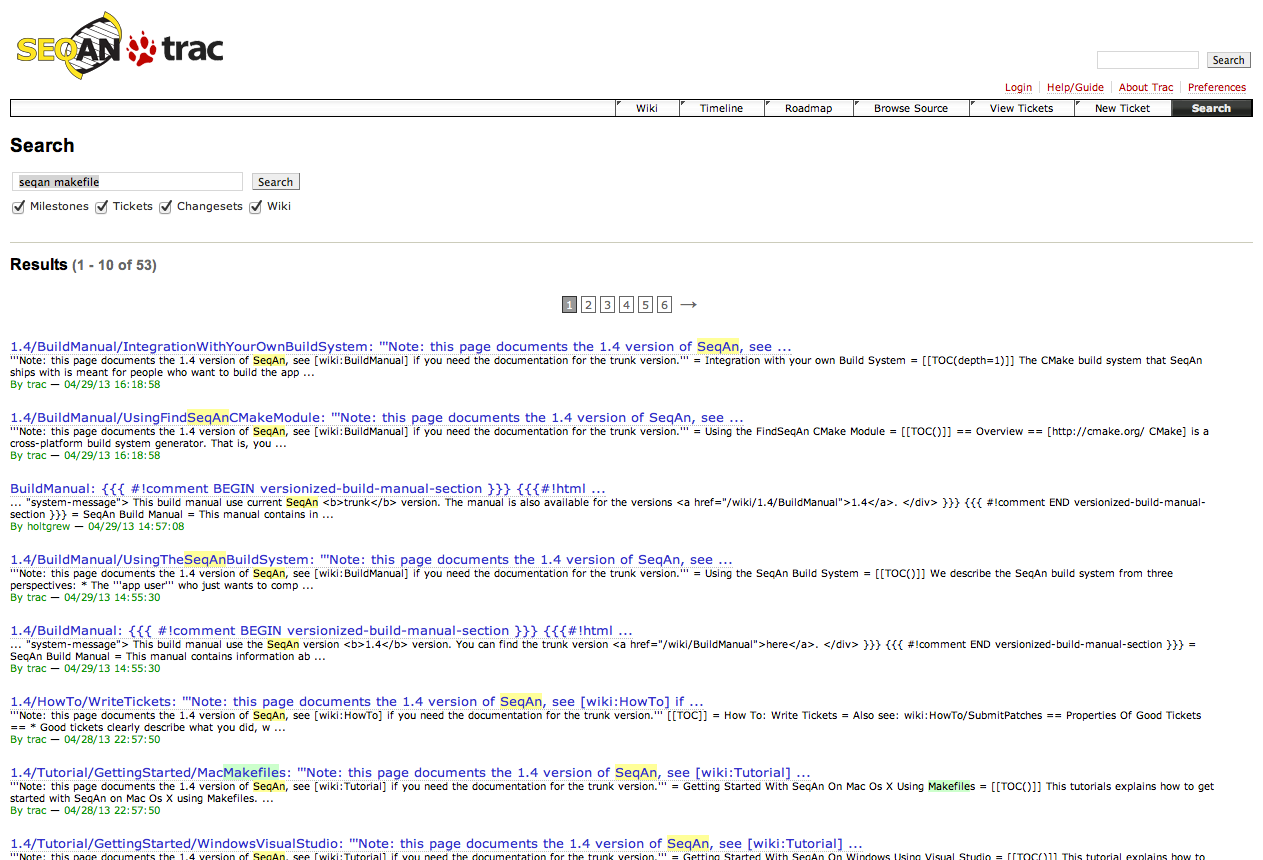 SEQAN trac
Search
Login Help/Guide About Trac Preferences
Wiki Timeline Roadmap Browse Source View Tickets New Ticket Search
Search
seqan makefile Search
Milestones Tickets Changesets Wiki
Results (1 - 10 of 53)
1 2 3 4 5 6 →
1.4/BuildManual/IntegrationWithYourOwnBuildSystem: '''Note: this page documents the 1.4 version of SeqAn, see ...
'''Note: this page documents the 1.4 version of SeqAn, see [wiki:BuildManual] if you need the documentation for the trunk version.''' = Integration with your own Build System = [[TOC(depth=1)]] The CMake build system that SeqAn
ships with is meant for people who want to build the app ...
By trac — 04/29/13 16:18:58
1.4/BuildManual/UsingFindSeqAnCMakeModule: '''Note: this page documents the 1.4 version of SeqAn, see ...
'''Note: this page documents the 1.4 version of SeqAn, see [wiki:BuildManual] if you need the documentation for the trunk version.''' = Using the FindSeqAn CMake Module = [[TOC()]] == Overview == [http://cmake.org/ CMake] is a
cross-platform build system generator. That is, you ...
By trac — 04/29/13 16:18:58
BuildManual: {{{ #!comment BEGIN versionized-build-manual-section }}} {{{#!html ...
... "system-message"> This build manual use current SeqAn <b>trunk</b> version. The manual is also available for the versions <a href="/wiki/1.4/BuildManual">1.4</a>. </div> }}} {{{ #!comment END versionized-build-manual-
section }}} = SeqAn Build Manual = This manual contains in ...
By holtgrew — 04/29/13 14:57:08
1.4/BuildManual/UsingTheSeqAnBuildSystem: '''Note: this page documents the 1.4 version of SeqAn, see ...
'''Note: this page documents the 1.4 version of SeqAn, see [wiki:BuildManual] if you need the documentation for the trunk version.''' = Using the SeqAn Build System = [[TOC()]] We describe the SeqAn build system from three
perspectives: * The '''app user''' who just wants to comp ...
By trac — 04/29/13 14:55:30
1.4/BuildManual: {{{ #!comment BEGIN versionized-build-manual-section }}} {{{#!html ...
... "system-message"> This build manual use the SeqAn version <b>1.4</b> version. You can find the trunk version <a href="/wiki/BuildManual">here</a>. </div> }}} {{{ #!comment END versionized-build-manual-section }}} =
SeqAn Build Manual = This manual contains information ab ...
By trac — 04/29/13 14:55:30
1.4/HowTo/WriteTickets: '''Note: this page documents the 1.4 version of SeqAn, see [wiki:HowTo] if ...
'''Note: this page documents the 1.4 version of SeqAn, see [wiki:HowTo] if you need the documentation for the trunk version.''' [[TOC]] = How To: Write Tickets = Also see: wiki:HowTo/SubmitPatches == Properties Of Good Tickets
== * Good tickets clearly describe what you did, w ...
By trac — 04/28/13 22:57:50
1.4/Tutorial/GettingStarted/MacMakefiles: '''Note: this page documents the 1.4 version of SeqAn, see [wiki:Tutorial] ...
'''Note: this page documents the 1.4 version of SeqAn, see [wiki:Tutorial] if you need the documentation for the trunk version.''' = Getting Started With SeqAn On Mac Os X Using Makefiles = [[TOC()]] This tutorials explains how to get
started with SeqAn on Mac Os X using Makefiles. ...
By trac — 04/28/13 22:57:50
1.4/Tutorial/GettingStarted/WindowsVisualStudio: '''Note: this page documents the 1.4 version of SeqAn, see [wiki:Tutorial] ...
'''Note: this page documents the 1.4 version of SeqAn, see [wiki:Tutorial] if you need the documentation for the trunk version.''' = Getting Started With SeqAn On Windows Using Visual Studio = [[TOC()]] This tutorial explains how to